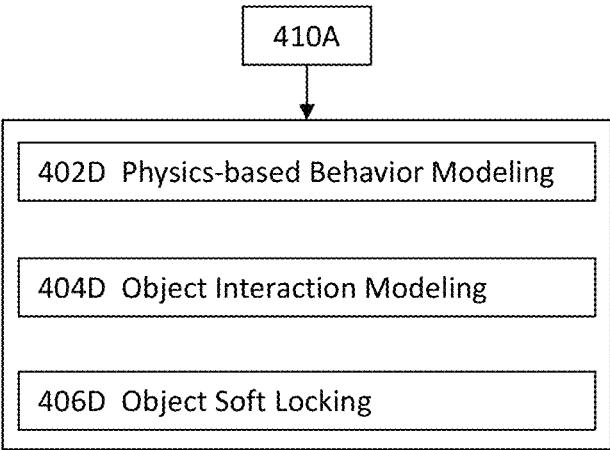 410A
402D Physics-based Behavior Modeling
404D Object Interaction Modeling
406D Object Soft Locking